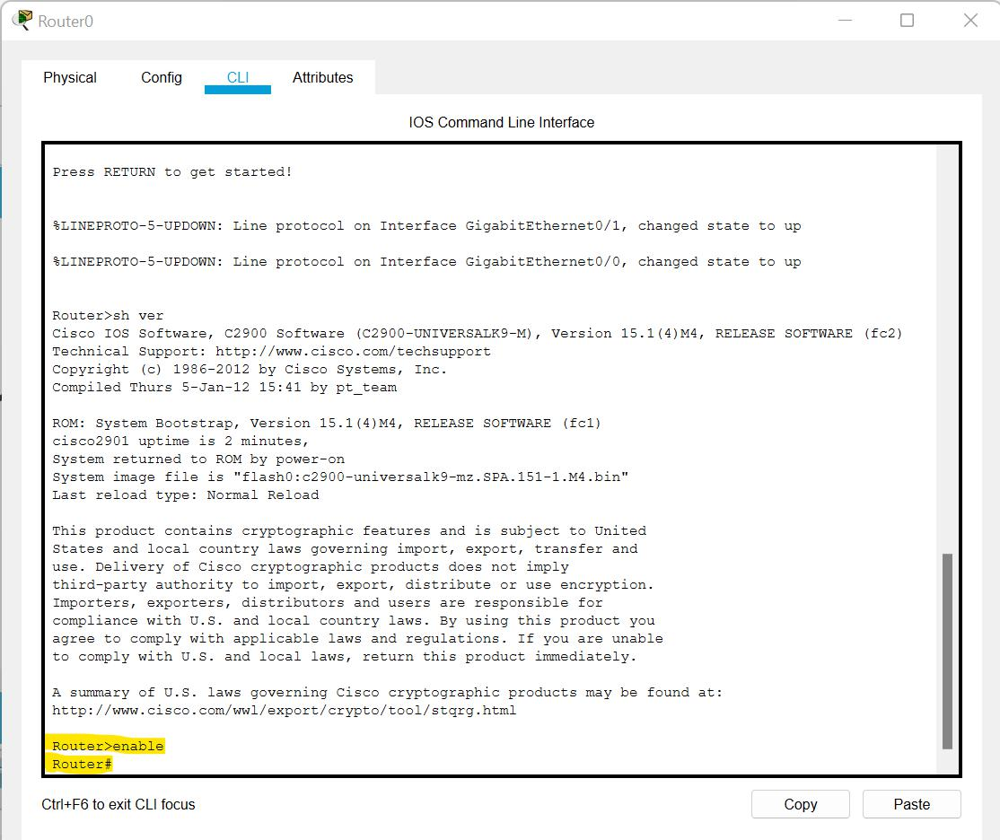 Router0
Physical Config CLI Attributes
IOS Command Line Interface
Press RETURN to get started!
%LINEPROTO-5-UPDOWN: Line protocol on Interface GigabitEthernet0/1, changed state to up
%LINEPROTO-5-UPDOWN: Line protocol on Interface GigabitEthernet0/0, changed state to up
Router>sh ver
Cisco IOS Software, C2900 Software (C2900-UNIVERSALK9-M), Version 15.1(4)M4, RELEASE SOFTWARE (fc2)
Technical Support: http://www.cisco.com/techsupport
Copyright (c) 1986-2012 by Cisco Systems, Inc.
Compiled Thurs 5-Jan-12 15:41 by pt_team
ROM: System Bootstrap, Version 15.1(4)M4, RELEASE SOFTWARE (fc1)
cisco2901 uptime is 2 minutes,
System returned to ROM by power-on
System image file is "flash0:c2900-universalk9-mz.SPA.151-1.M4.bin"
Last reload type: Normal Reload
This product contains cryptographic features and is subject to United
States and local country laws governing import, export, transfer and
use. Delivery of Cisco cryptographic products does not imply
third-party authority to import, export, distribute or use encryption.
Importers, exporters, distributors and users are responsible for
compliance with U.S. and local country laws. By using this product you
agree to comply with applicable laws and regulations. If you are unable
to comply with U.S. and local laws, return this product immediately.
A summary of U.S. laws governing Cisco cryptographic products may be found at:
http://www.cisco.com/wwl/export/crypto/tool/stqrg.html
Router>enable
Router#
Ctrl+F6 to exit CLI focus
Copy Paste